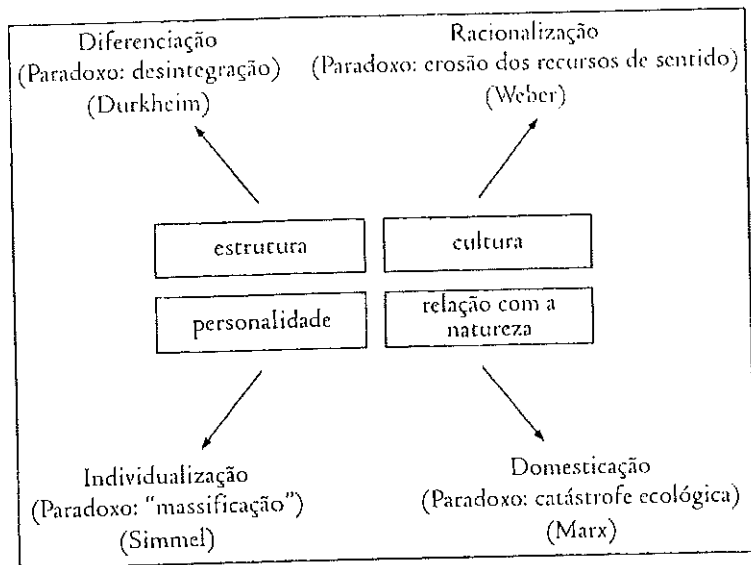 Diferenciação
(Paradoxo: desintegração)
(Durkheim)
Racionalização
(Paradoxo: erosão dos recursos de sentido)
(Weber)
estrutura
cultura
personalidade
relação com a
natureza
Individualização
(Paradoxo: “massificação”)
(Simmel)
Domesticação
(Paradoxo: catástrofe ecológica)
(Marx)